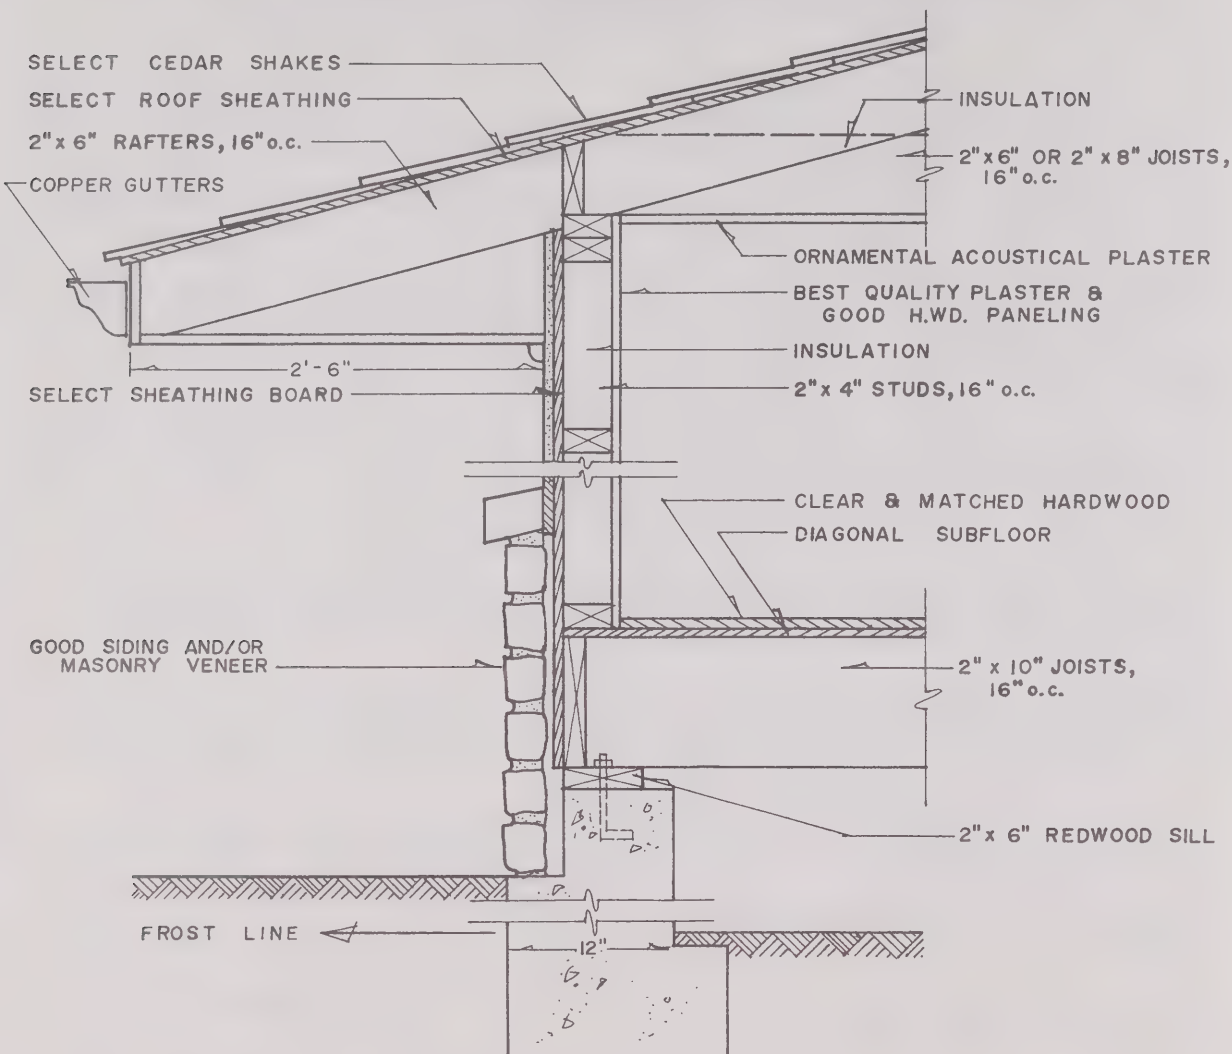 SELECT CEDAR SHAKES
SELECT ROOF SHEATHING
2" x 6" RAFTERS, 16" o.c.
COPPER GUTTERS
2'-6"
SELECT SHEATHING BOARD
GOOD SIDING AND/OR
MASONRY VENEER
FROST LINE
12"
INSULATION
2" x 6" OR 2" x 8" JOISTS,
16" o.c.
ORNAMENTAL ACOUSTICAL PLASTER
BEST QUALITY PLASTER &
GOOD H.WD. PANELING
INSULATION
2" x 4" STUDS, 16" o.c.
CLEAR & MATCHED HARDWOOD
DIAGONAL SUBFLOOR
2" x 10" JOISTS,
16" o.c.
2" x 6" REDWOOD SILL